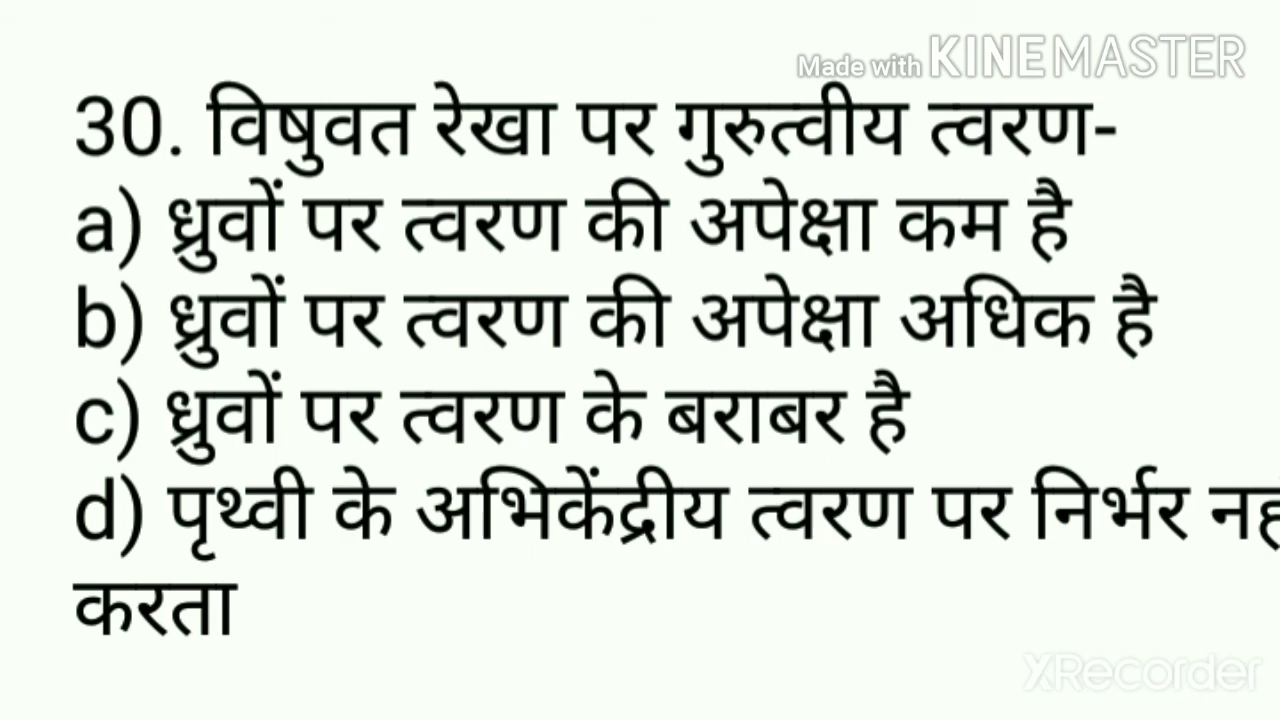 Made with KINEMASTER
30. विषुवत रेखा पर गुरुत्वीय त्वरण-
a) ध्रुवों पर त्वरण की अपेक्षा कम है
b) ध्रुवों पर त्वरण की अपेक्षा अधिक है
c) ध्रुवों पर त्वरण के बराबर है
d) पृथ्वी के अभिकेंद्रीय त्वरण पर निर्भर
करता
XRecorder